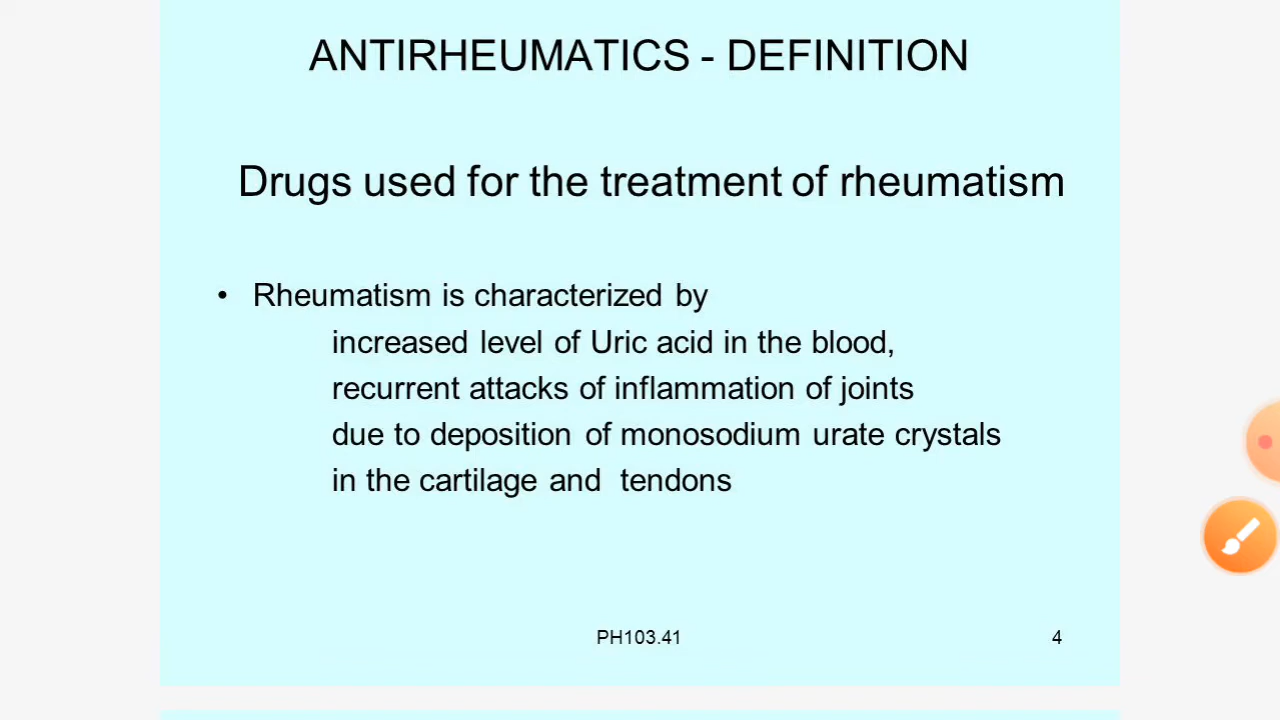 ANTIRHEUMATICS - DEFINITION
Drugs used for the treatment of rheumatism
• Rheumatism is characterized by
increased level of Uric acid in the blood,
recurrent attacks of inflammation of joints
due to deposition of monosodium urate crystals
in the cartilage and tendons
PH103.41
4